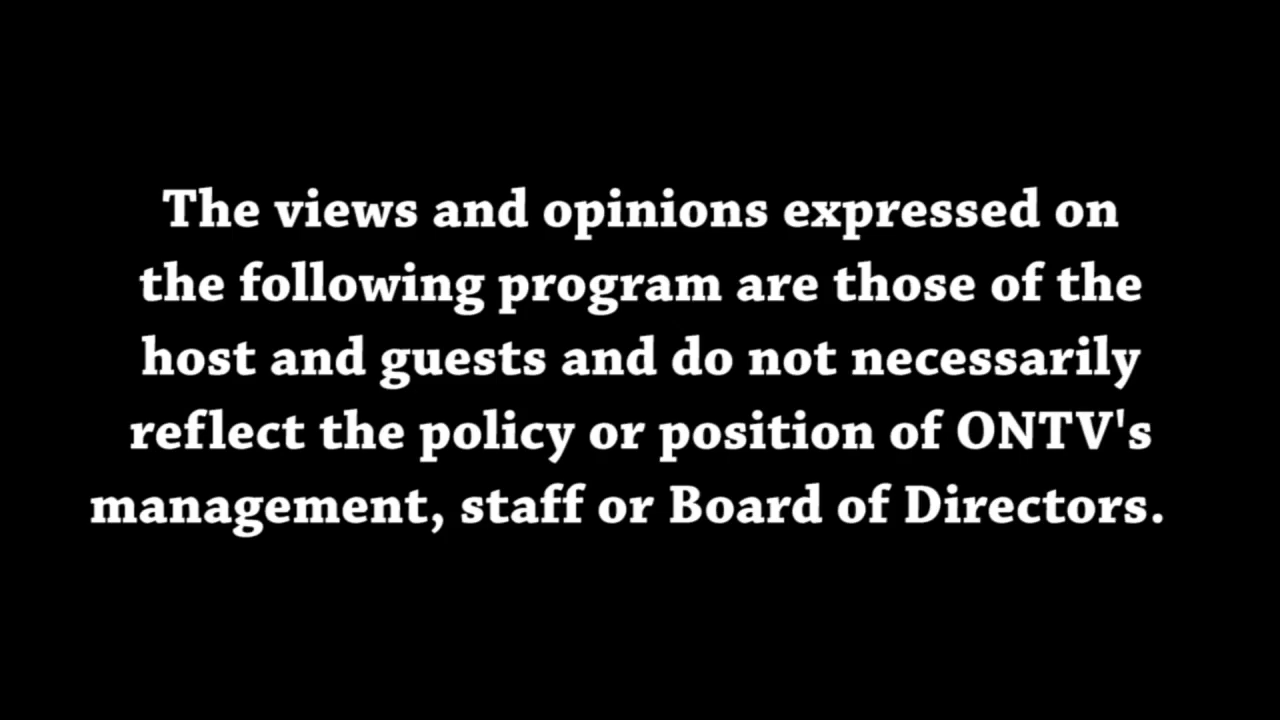 The views and opinions expressed on
the following program are those of the
host and guests and do not necessarily
reflect the policy or position of ONTV's
management, staff or Board of Directors.